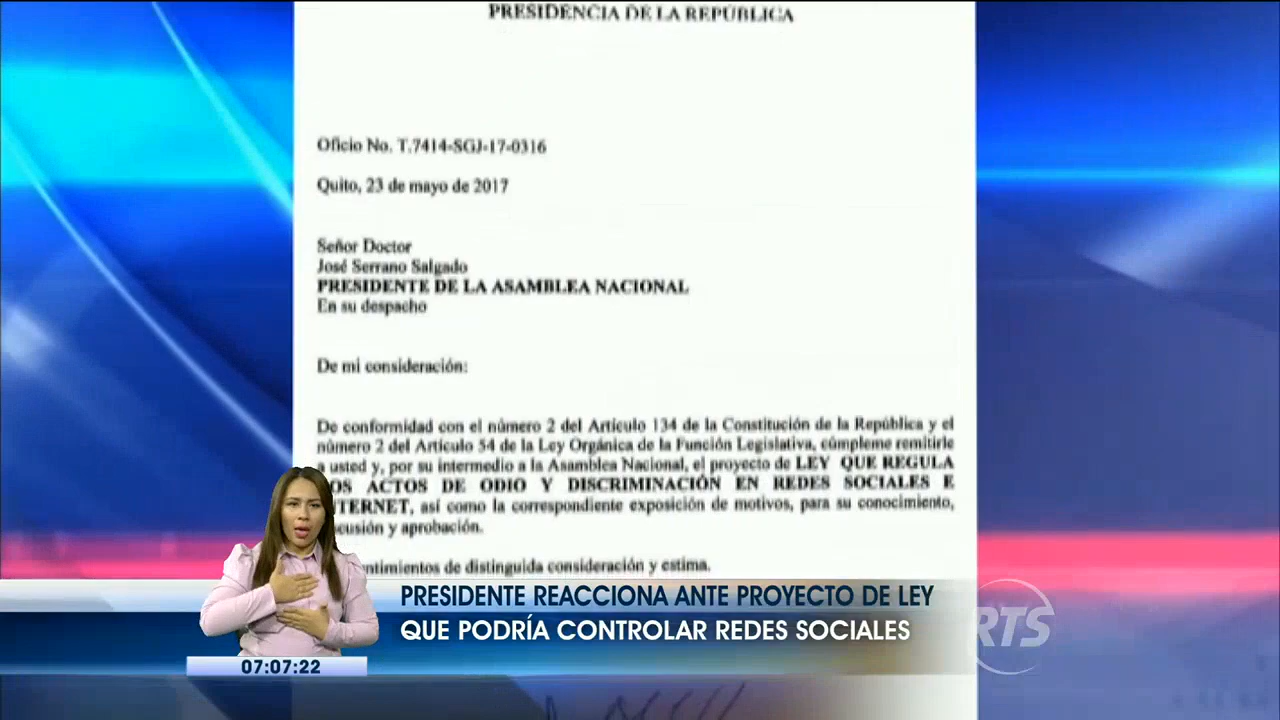 PRESIDENCIA DE LA REPÚBLICA
Oficio No. T.7414-SGJ-17-0316
Quito, 23 de mayo de 2017
Señor Doctor
José Serrano Salgado
PRESIDENTE DE LA ASAMBLEA NACIONAL
En su despacho
De mi consideración:
De conformidad con el número 2 del Artículo 134 de la Constitución de la República y el
número 2 del Artículo 54 de la Ley Orgánica de la Función Legislativa, cúmpleme remitirle
a usted y, por su intermedio a la Asamblea Nacional, el proyecto de LEY QUE REGULA
OS ACTOS DE ODIO Y DISCRIMINACIÓN EN REDES SOCIALES E
NTERNET, así como la correspondiente exposición de motivos, para su conocimiento,
cusión y aprobación.
ntimientos de distinguida consideración y estima.
PRESIDENTE REACCIONA ANTE PROYECTO DE LEY
QUE PODRÍA CONTROLAR REDES SOCIALES
RTS
07:07:22